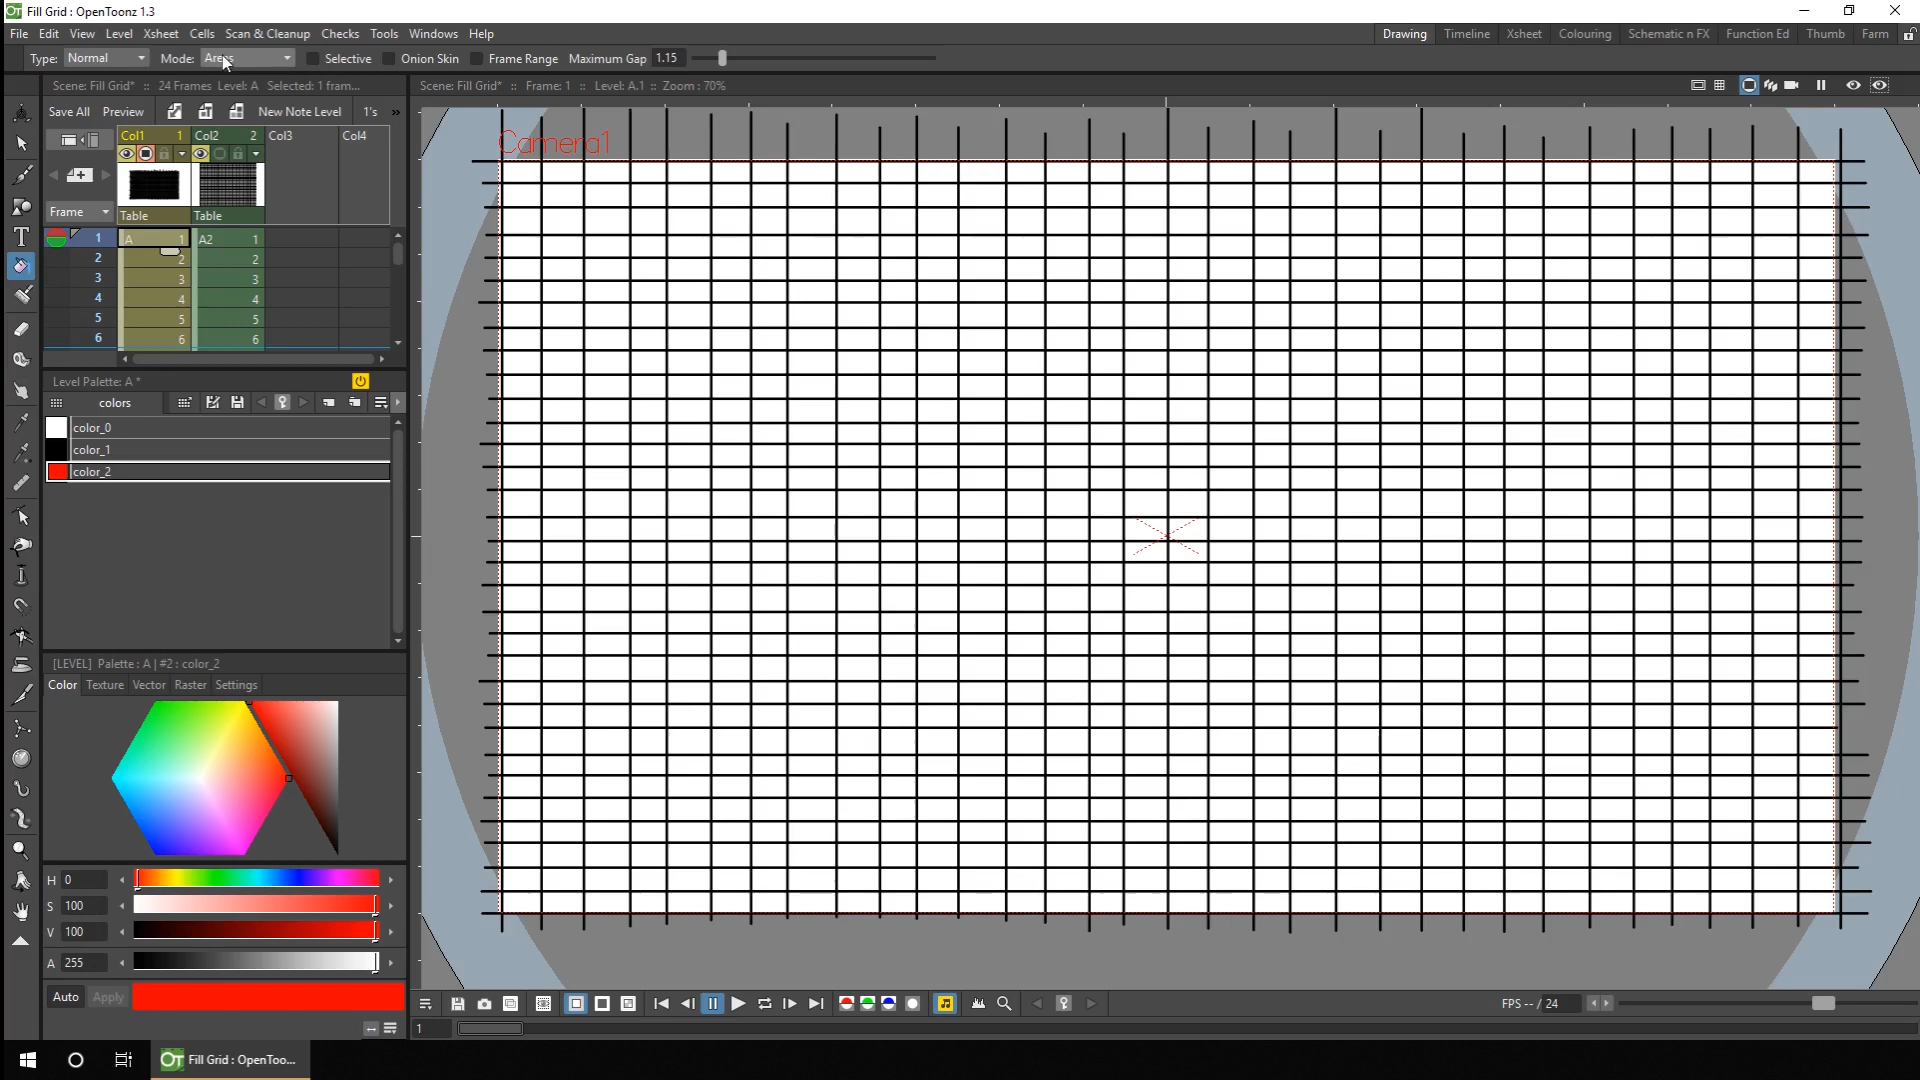 Fill Grid : OpenToonz 1.3
File Edit View Level Xsheet Cells Scan & Cleanup Checks Tools Windows Help
Drawing Timeline Xsheet Colouring Schematic n FX Function Ed Thumb Farm
Type: Normal Mode: Areas Selective Onion Skin Frame Range Maximum Gap 1.15
Scene: Fill Grid* :: 24 Frames Level: A Selected: 1 fram...
Scene: Fill Grid* :: Frame: 1 :: Level: A.1 :: Zoom : 70%
Save All Preview New Note Level 1's »
Col1 1 Col2 2 Col3 Col4
Camera1
Frame Table Table
1 A 1 A2 1
2 2 2
3 3 3
4 4 4
5 5 5
6 6 6
Level Palette: A *
colors
color_0
color_1
color_2
[LEVEL] Palette : A | #2 : color_2
Color Texture Vector Raster Settings
H 0
S 100
V 100
A 255
Auto Apply
FPS -- / 24
1
OT Fill Grid : OpenToo...